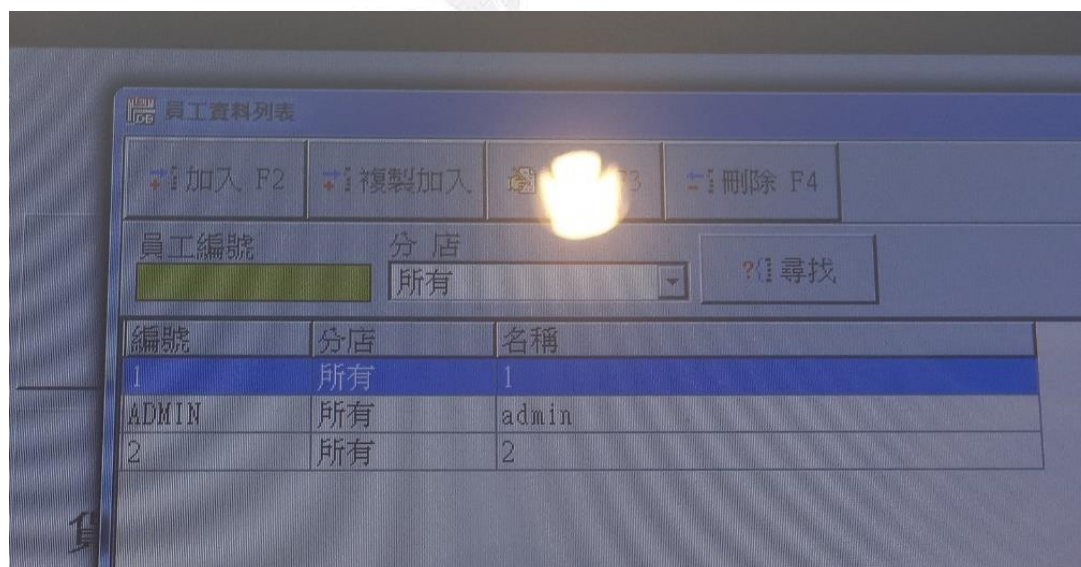 員工資料列表
加入 F2 複製加入 3 刪除 F4
員工編號 分店
所有 尋找
編號 分店 名稱
1 所有 1
ADMIN 所有 admin
2 所有 2
貨